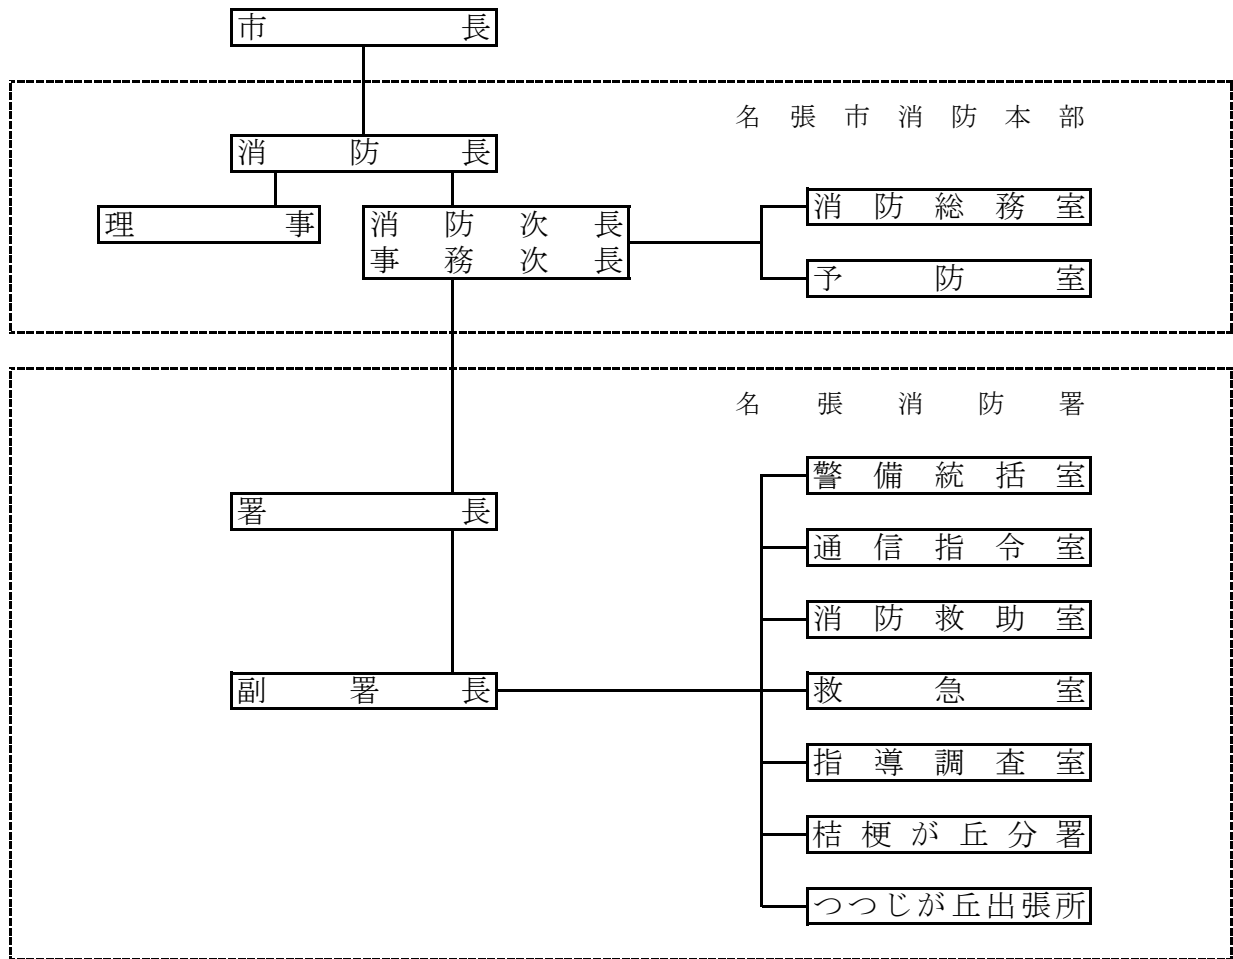 市長
名張市消防本部
消防長
理事
消防次長
事務次長
消防総務室
予防室
名張消防署
警備統括室
署長
通信指令室
消防救助室
副署長
救急室
指導調査室
桔梗が丘分署
つつじが丘出張所